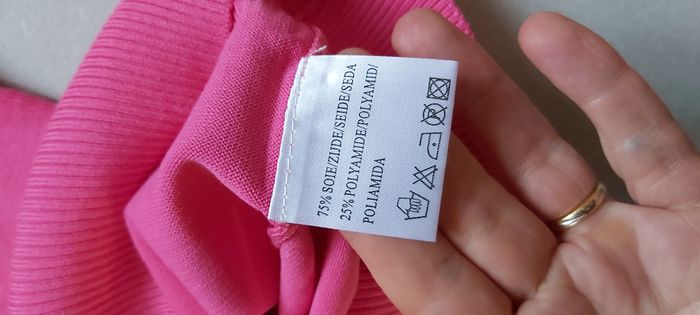 75% SOIE/ZIJDE/SEIDE/SEDA
25% POLYAMIDE/POLYAMID/
POLIAMIDA